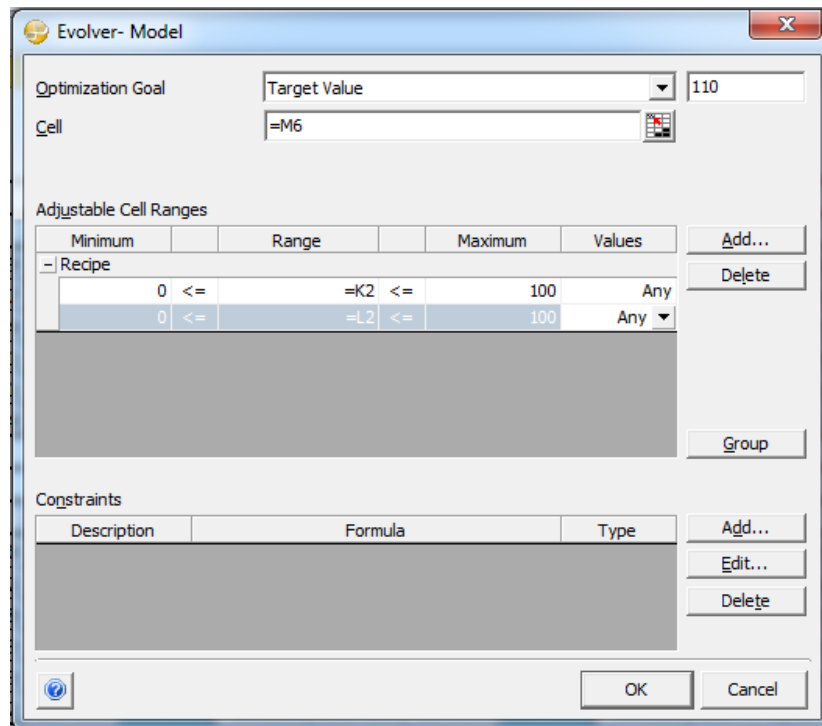 Evolver- Model
Optimization Goal Target Value 110
Cell =M6
Adjustable Cell Ranges
Minimum Range Maximum Values Add...
Recipe Delete
0 <= =K2 <= 100 Any
0 <= =L2 <= 100 Any
Group
Constraints
Description Formula Type Add...
Edit...
Delete
OK Cancel